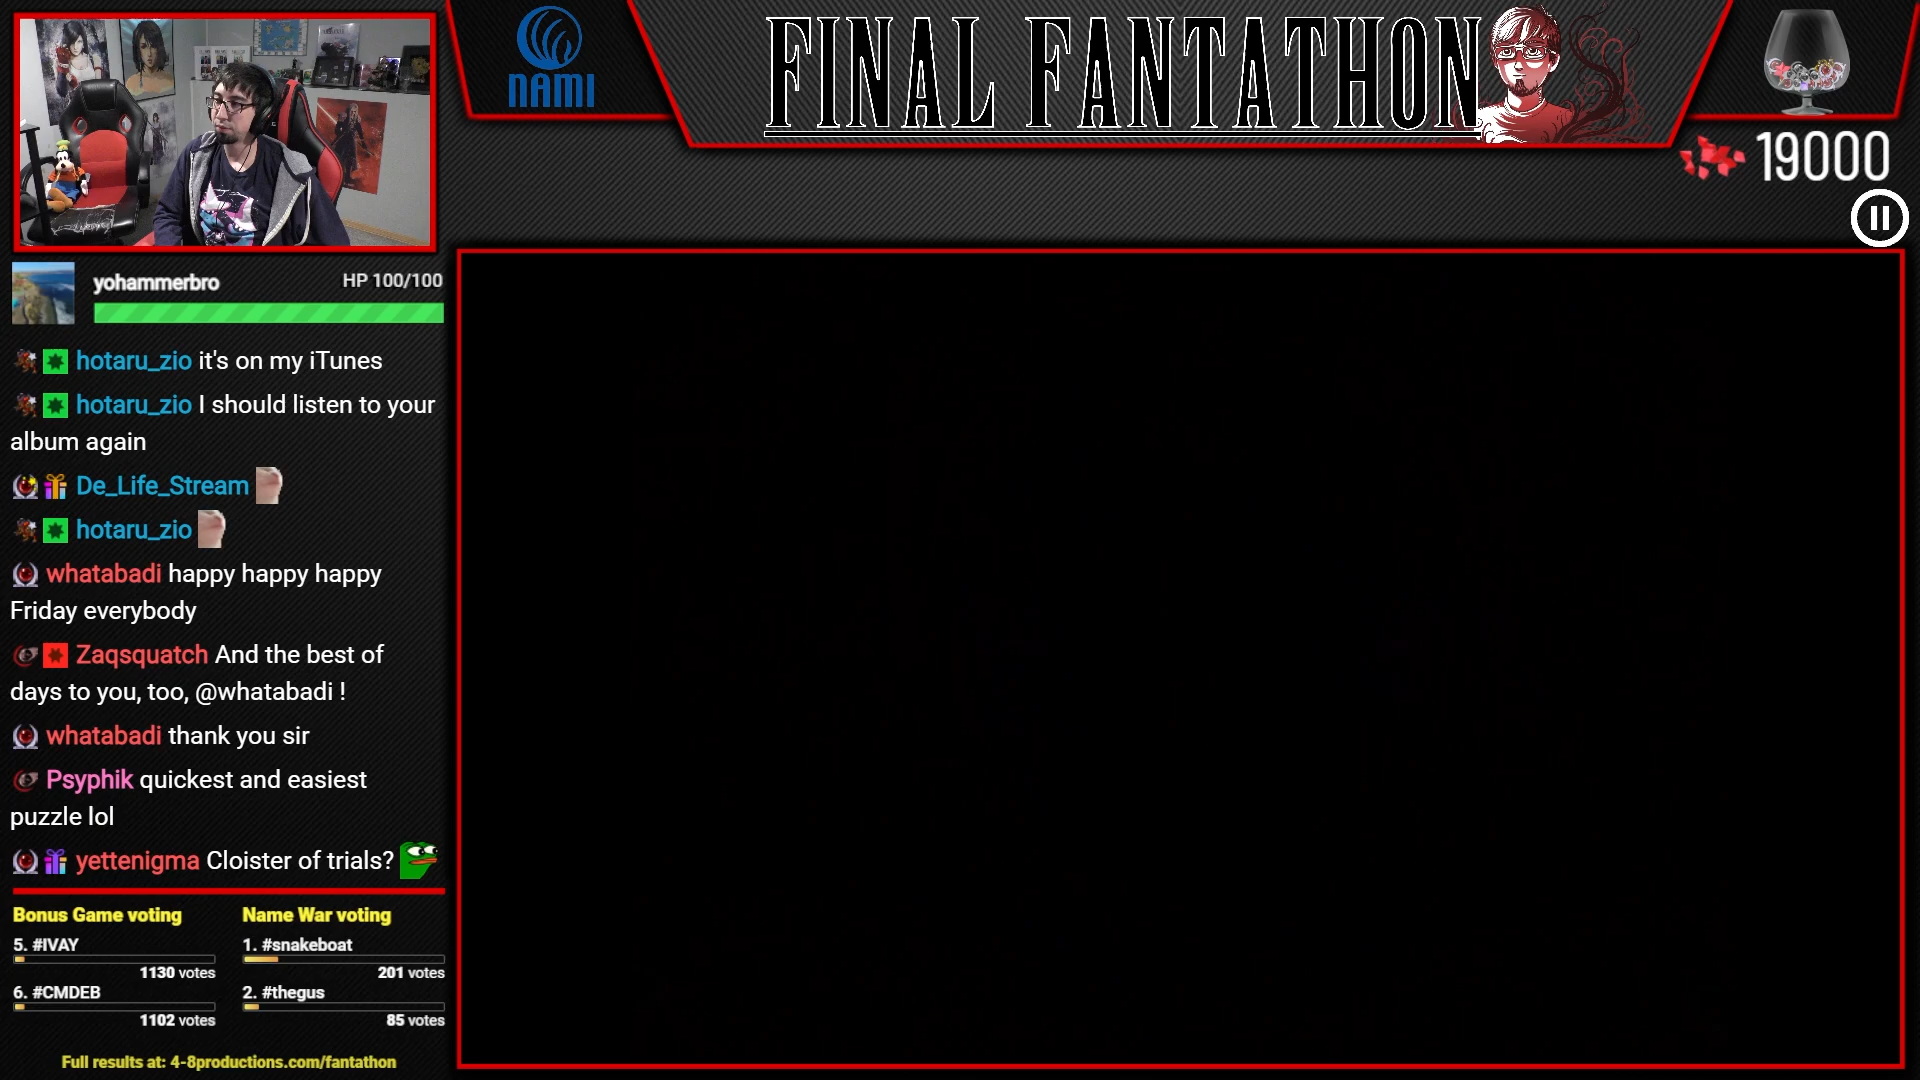 NAMI
FINAL FANTATHON
19000
yohammerbro
HP 100/100
hotaru_zio it's on my iTunes
hotaru_zio I should listen to your
album again
De_Life_Stream
hotaru_zio
whatabadi happy happy happy
Friday everybody
Zaqsquatch And the best of
days to you, too, @whatabadi !
whatabadi thank you sir
Psyphik quickest and easiest
puzzle lol
yettenigma Cloister of trials?
Bonus Game voting
5. #IVAY
1130 votes
6. #CMDEB
1102 votes
Name War voting
1. #snakeboat
201 votes
2. #thegus
85 votes
Full results at: 4-8productions.com/fantathon